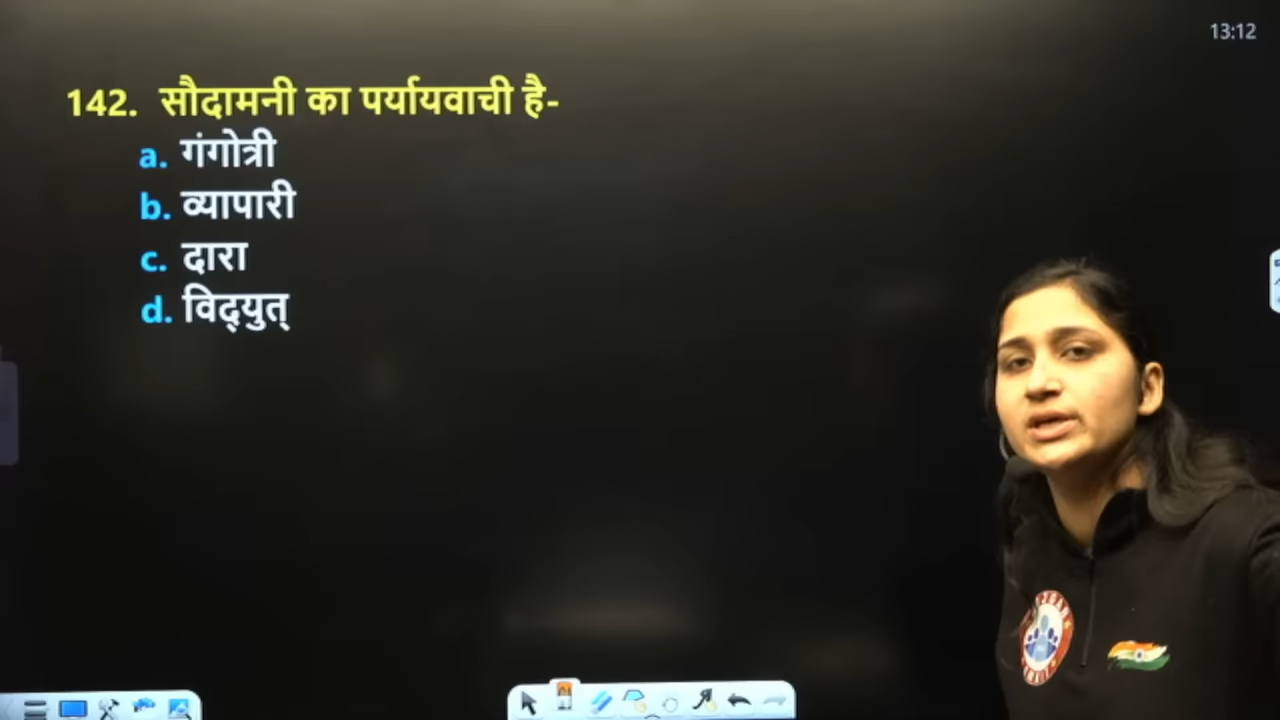 13:12
142. सौदामनी का पर्यायवाची है-
a. गंगोत्री
b. व्यापारी
c. दारा
d. विद्‌युत्